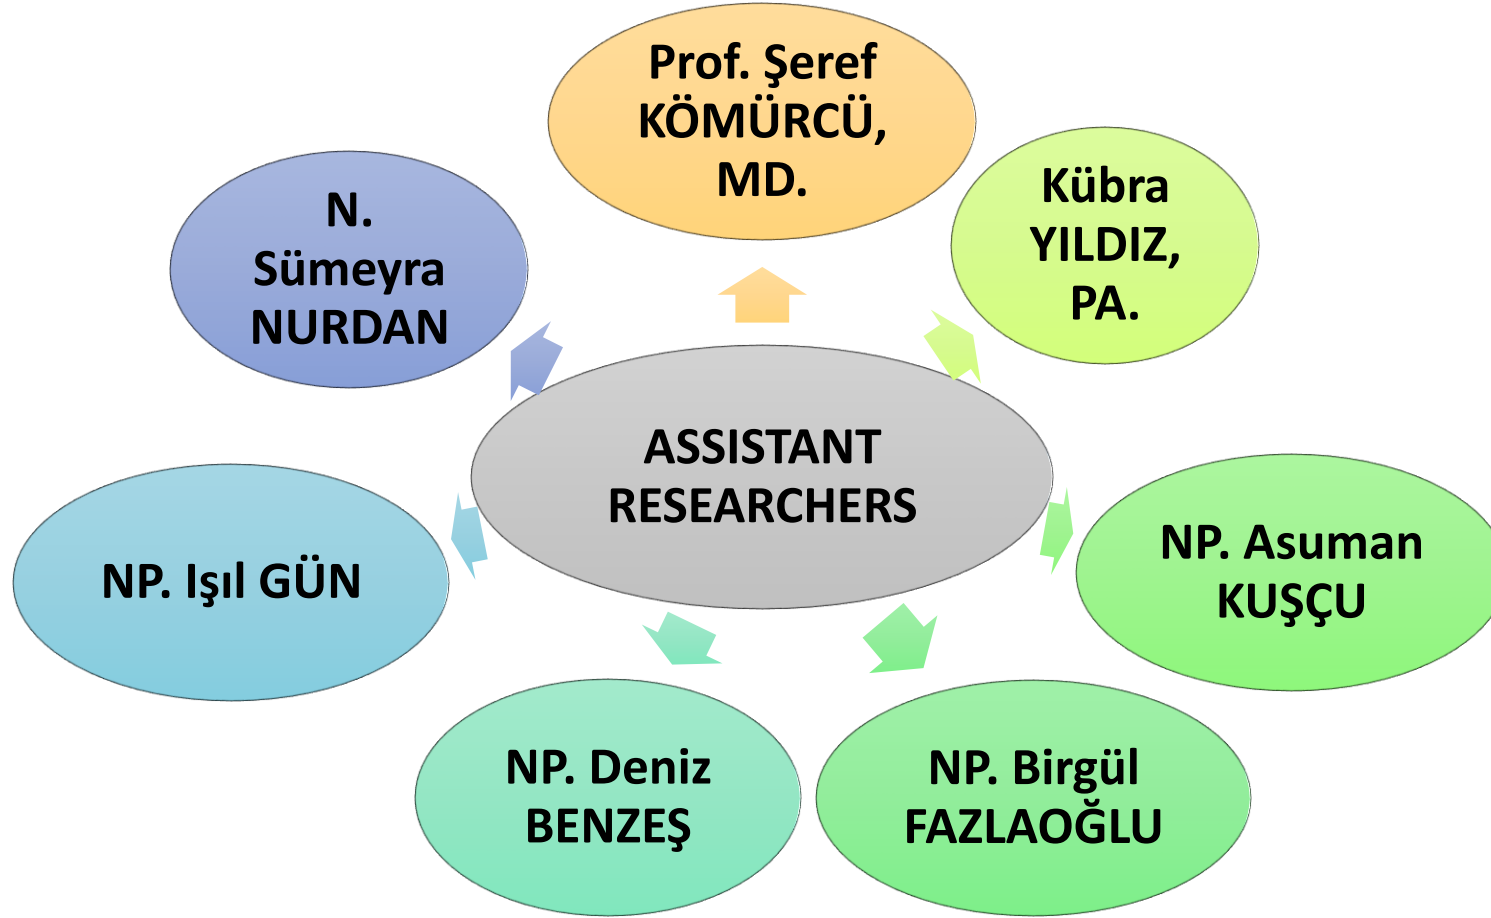 Prof. Şeref
KÖMÜRCÜ,
MD.
Kübra
YILDIZ,
PA.
N.
Sümeyra
NURDAN
ASSISTANT
RESEARCHERS
NP. Asuman
KUŞÇU
NP. Işıl GÜN
NP. Deniz
BENZEŞ
NP. Birgül
FAZLAOĞLU